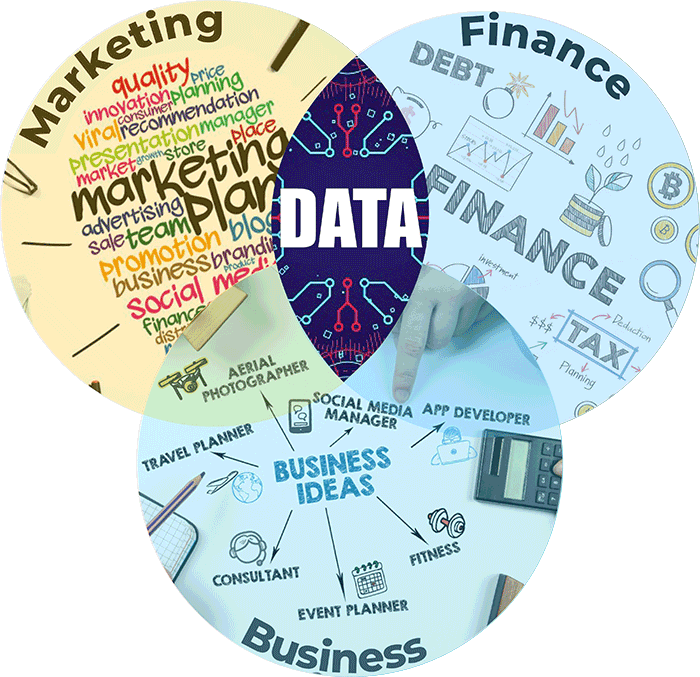 Marketing
quality
price
innovation planning
consumer
viral recommendation
presentation manager
place
market growth store
marketing
plan
advertising
sale team
promotion blog
business
product
social
finance
Finance
DEBT
FINANCE
Investment
$$$
TAX
Deduction
Planning
DATA
AERIAL
PHOTOGRAPHER
SOCIAL MEDIA
MANAGER
APP DEVELOPER
TRAVEL PLANNER
BUSINESS
IDEAS
CONSULTANT
EVENT PLANNER
FITNESS
Business